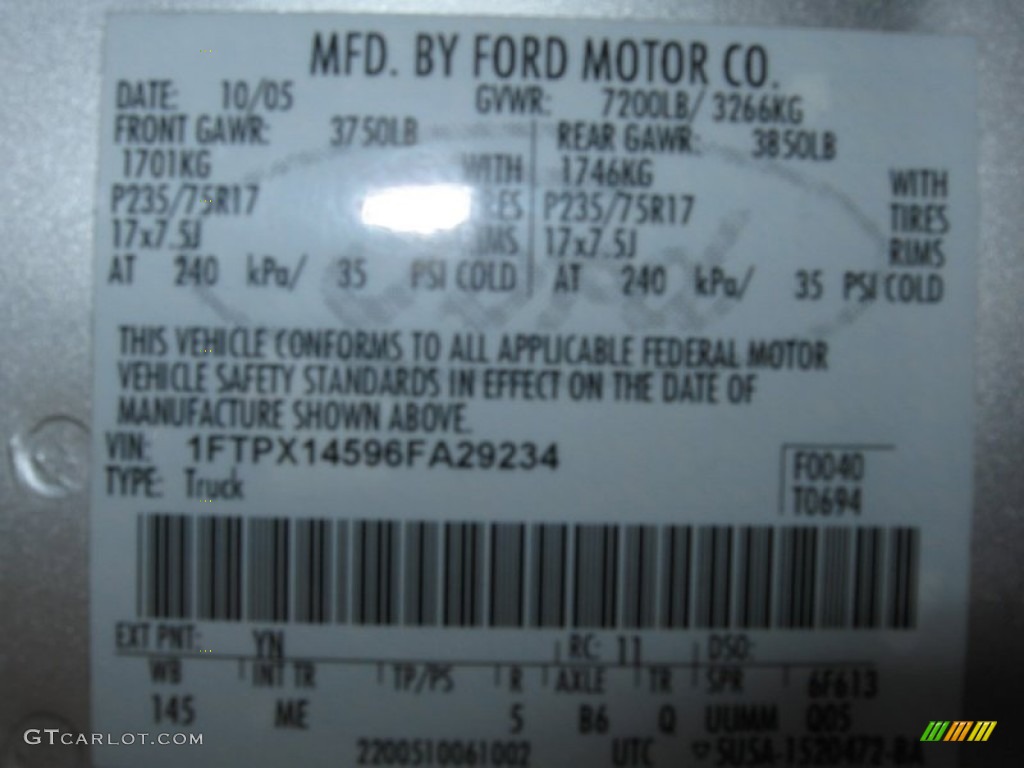 MFD. BY FORD MOTOR CO.
DATE: 10/05 GVWR: 7200LB/ 3266KG
FRONT GAWR: 3750LB REAR GAWR: 3850LB
1701KG WITH 1746KG WITH
P235/75R17 P235/75R17 TIRES
17x7.5J 17x7.5J RIMS
AT 240 kPa/ 35 PSI COLD AT 240 kPa/ 35 PSI COLD
THIS VEHICLE CONFORMS TO ALL APPLICABLE FEDERAL MOTOR
VEHICLE SAFETY STANDARDS IN EFFECT ON THE DATE OF
MANUFACTURE SHOWN ABOVE.
VIN: 1FTPX14596FA29234
F0040
TYPE: Truck T0694
EXT PNT: YN RC: 11 DSO:
WB INT TR TP/PS R AXLE TR SPR 6F613
145 ME 5 B6 Q UUMM Q05
2200510061002 UTC
GTCARLOT.COM